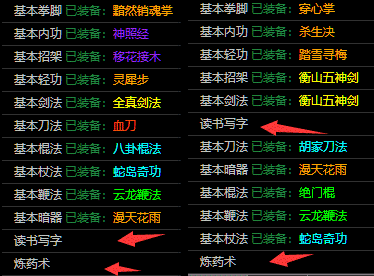 基本拳脚 已装备：黯然销魂掌
基本内功 已装备：神照经
基本招架 已装备：移花接木
基本轻功 已装备：灵犀步
基本剑法 已装备：全真剑法
基本刀法 已装备：血刀
基本棍法 已装备：八卦棍法
基本杖法 已装备：蛇岛奇功
基本鞭法 已装备：云龙鞭法
基本暗器 已装备：漫天花雨
读书写字
炼药术
基本拳脚 已装备：穿心掌
基本内功 已装备：杀生决
基本轻功 已装备：踏雪寻梅
基本招架 已装备：衡山五神剑
基本剑法 已装备：衡山五神剑
读书写字
基本刀法 已装备：胡家刀法
基本暗器 已装备：漫天花雨
基本棍法 已装备：绝门棍
基本鞭法 已装备：云龙鞭法
基本杖法 已装备：蛇岛奇功
炼药术